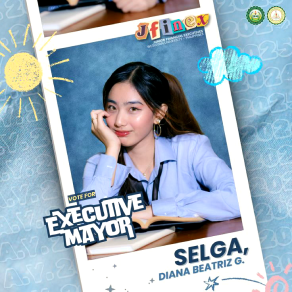 Jfinex
VOTE FOR
EXECUTIVE
MAYOR
SELGA,
DIANA BEATRIZ G.